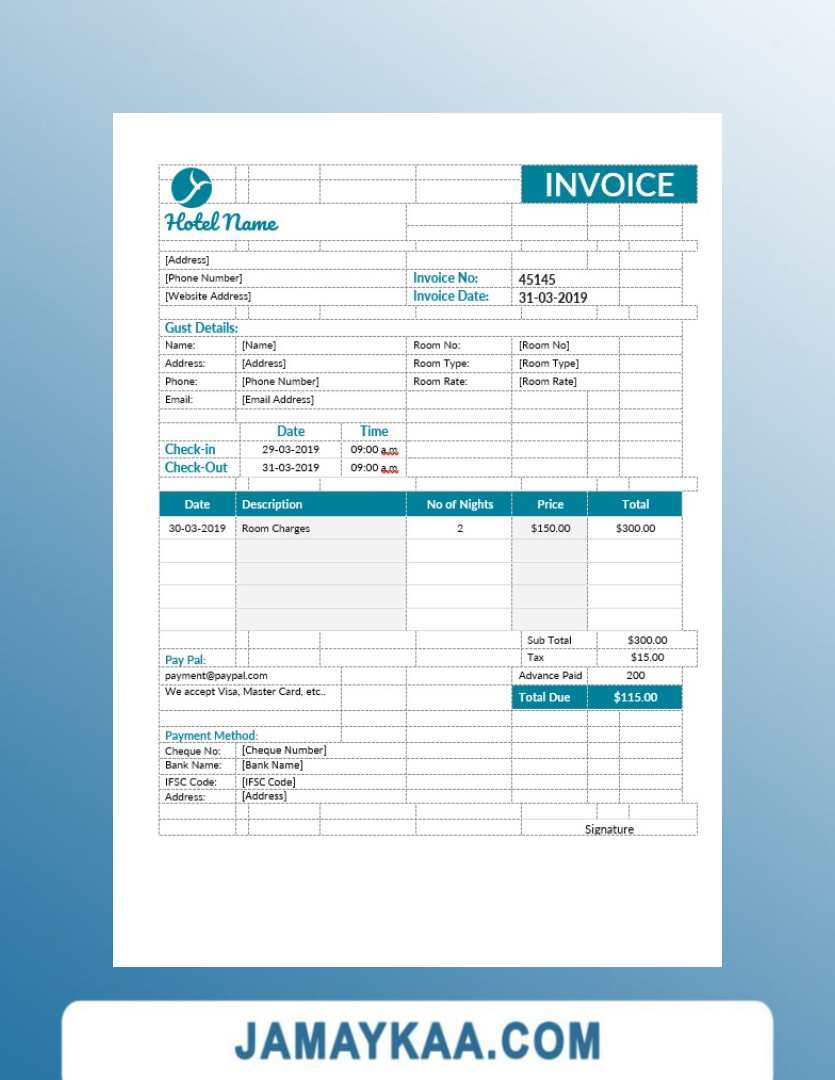 INVOICE
Hotel Name
[Address]
[Phone Number] Invoice No: 45145
[Website Address] Invoice Date: 31-03-2019
Gust Details:
Name: [Name] Room No: [Room No]
Address: [Address] Room Type: [Room Type]
Phone: [Phone Number] Room Rate: [Room Rate]
Email: [Email Address]
Date Time
Check-in 29-03-2019 09:00 a.m.
Check-Out 31-03-2019 09:00 a.m.
Date Description No of Nights Price Total
30-03-2019 Room Charges 2 $150.00 $300.00
Sub Total $300.00
Pay Pal: Tax $15.00
payment@paypal.com Advance Paid 200
We accept Visa, Master Card, etc.. Total Due $115.00
Payment Method:
Cheque No: [Cheque Number]
Bank Name: [Bank Name]
IFSC Code: [IFSC Code]
Address: [Address]
Signature
JAMAYKAA.COM